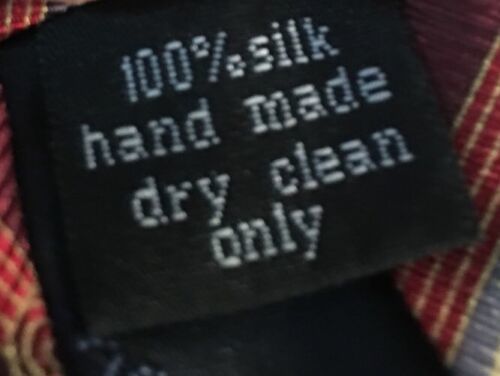 100% silk
hand made
dry clean
only